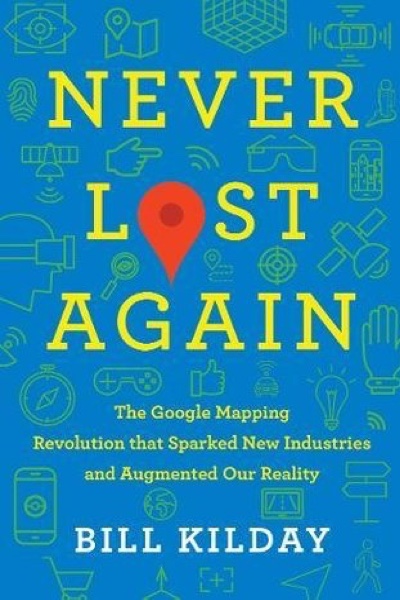 NEVER
LOST
AGAIN
The Google Mapping
Revolution that Sparked New Industries
and Augmented Our Reality
BILL KILDAY